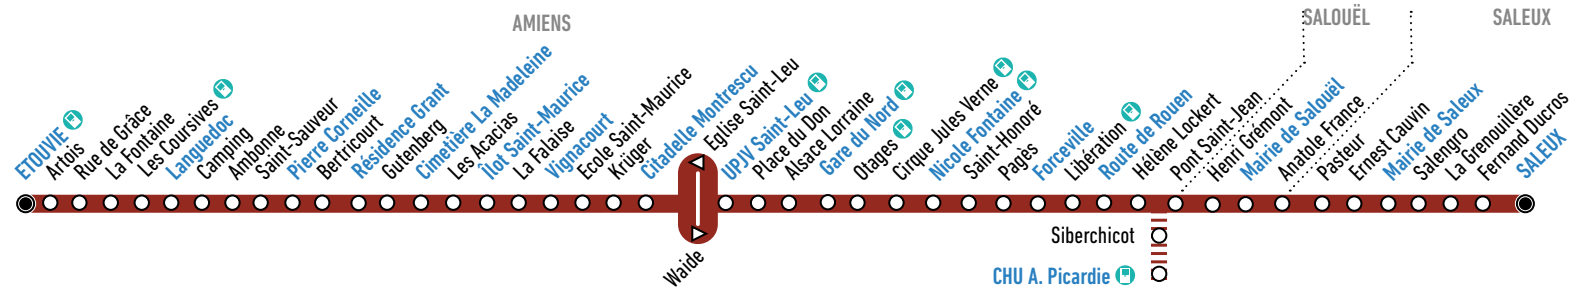 AMIENS
SALOUËL
SALEUX
ETOUVIE
Artois
Rue de Grâce
La Fontaine
Les Coursives
Languedoc
Camping
Ambonne
Saint-Sauveur
Pierre Corneille
Bertricourt
Résidence Grant
Gutenberg
Cimetière La Madeleine
Les Acacias
Îlot Saint-Maurice
La Falaise
Vignacourt
Ecole Saint-Maurice
Krüger
Citadelle Montrescu
Eglise Saint-Leu
Waide
UPJV Saint-Leu
Place du Don
Alsace Lorraine
Gare du Nord
Otages
Cirque Jules Verne
Nicole Fontaine
Saint-Honoré
Pagès
Forceville
Libération
Route de Rouen
Hélène Lockert
Pont Saint-Jean
Henri Grémont
Mairie de Salouël
Anatole France
Pasteur
Ernest Cauvin
Mairie de Saleux
Salengro
La Grenouillère
Fernand Ducros
SALEUX
Siberchicot
CHU A. Picardie